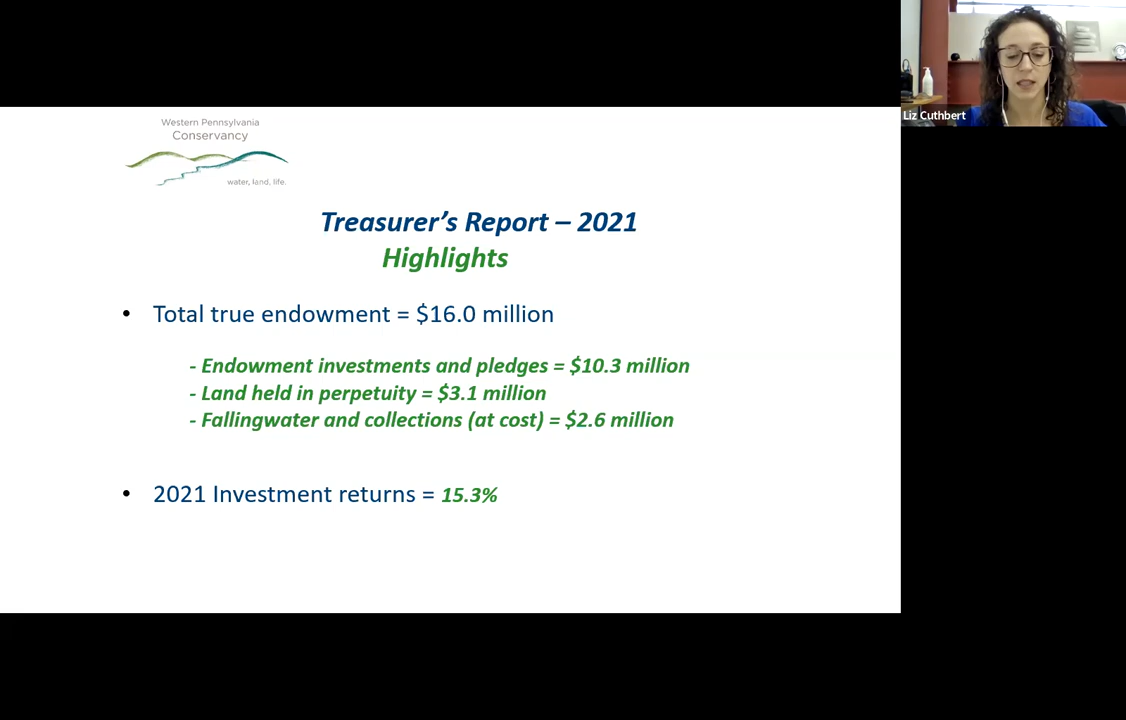 Western Pennsylvania
Conservancy
water, land, life.
Treasurer’s Report – 2021
Highlights
• Total true endowment = $16.0 million
- Endowment investments and pledges = $10.3 million
- Land held in perpetuity = $3.1 million
- Fallingwater and collections (at cost) = $2.6 million
• 2021 Investment returns = 15.3%
Liz Cuthbert